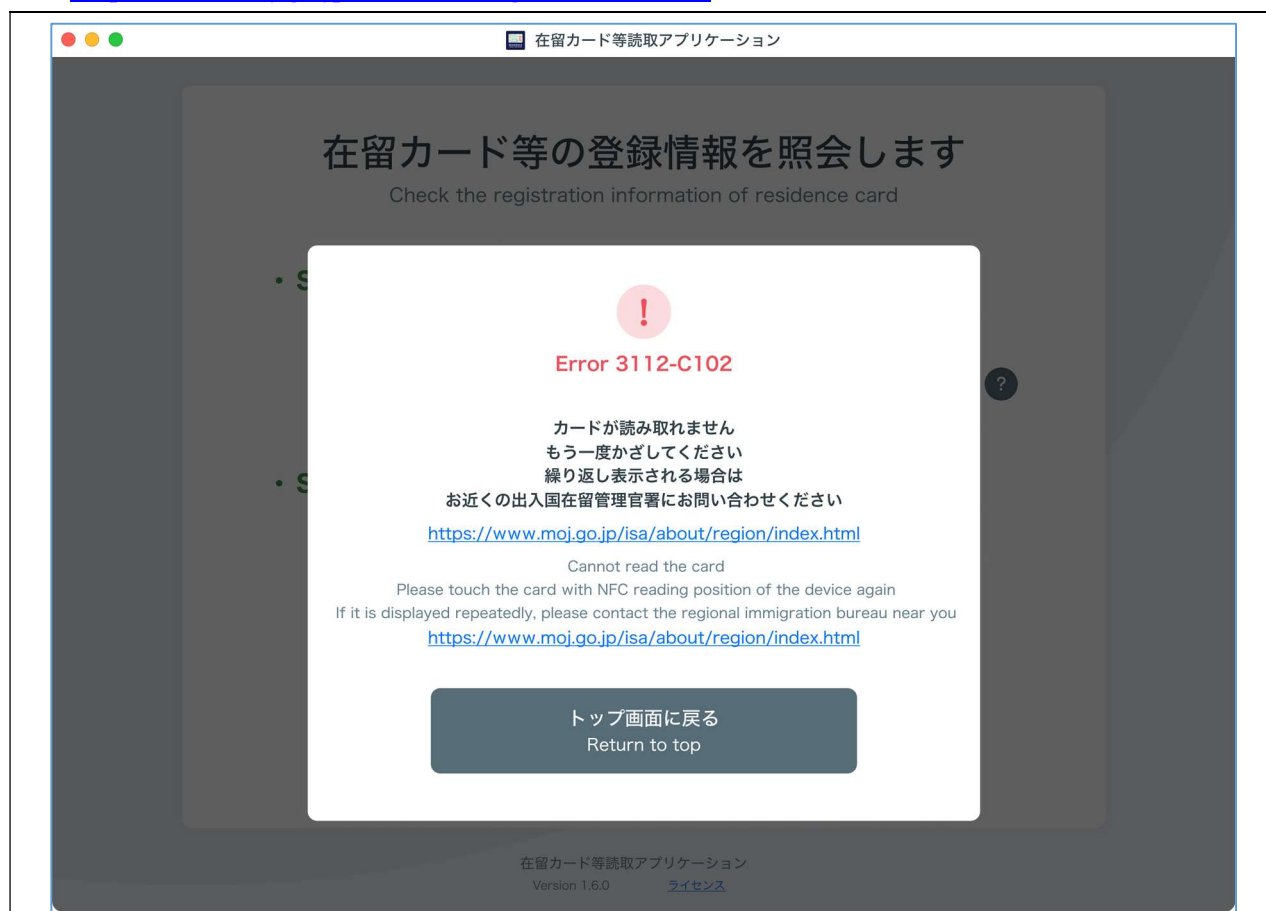 在留カード等読取アプリケーション
在留カード等の登録情報を照会します
Check the registration information of residence card
• S
!
Error 3112-C102
?
カードが読み取れません
もう一度かざしてください
繰り返し表示される場合は
• S
お近くの出入国在留管理官署にお問い合わせください
https://www.moj.go.jp/isa/about/region/index.html
Cannot read the card
Please touch the card with NFC reading position of the device again
If it is displayed repeatedly, please contact the regional immigration bureau near you
https://www.moj.go.jp/isa/about/region/index.html
トップ画面に戻る
Return to top
在留カード等読取アプリケーション
Version 1.6.0 ライセンス